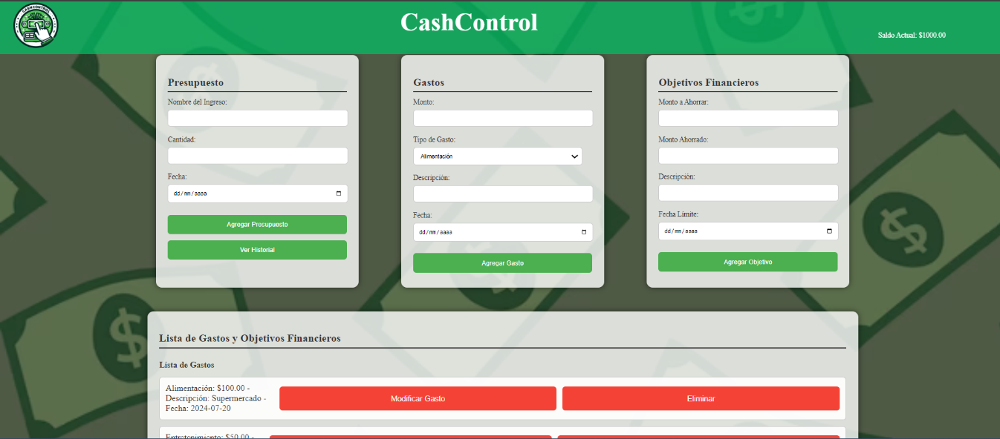 CASHCONTROL
CashControl
Saldo Actual: $1000.00
Presupuesto
Nombre del Ingreso:
Cantidad:
Fecha:
dd/mm/aaaa
Agregar Presupuesto
Ver Historial
Gastos
Monto:
Tipo de Gasto:
Alimentación
Descripción:
Fecha:
dd/mm/aaaa
Agregar Gasto
Objetivos Financieros
Monto a Ahorrar:
Monto Ahorrado:
Descripción:
Fecha Límite:
dd/mm/aaaa
Agregar Objetivo
Lista de Gastos y Objetivos Financieros
Lista de Gastos
Alimentación: $100.00 -
Descripción: Supermercado -
Fecha: 2024-07-20
Modificar Gasto
Eliminar
Entretenimiento: $50.00 -